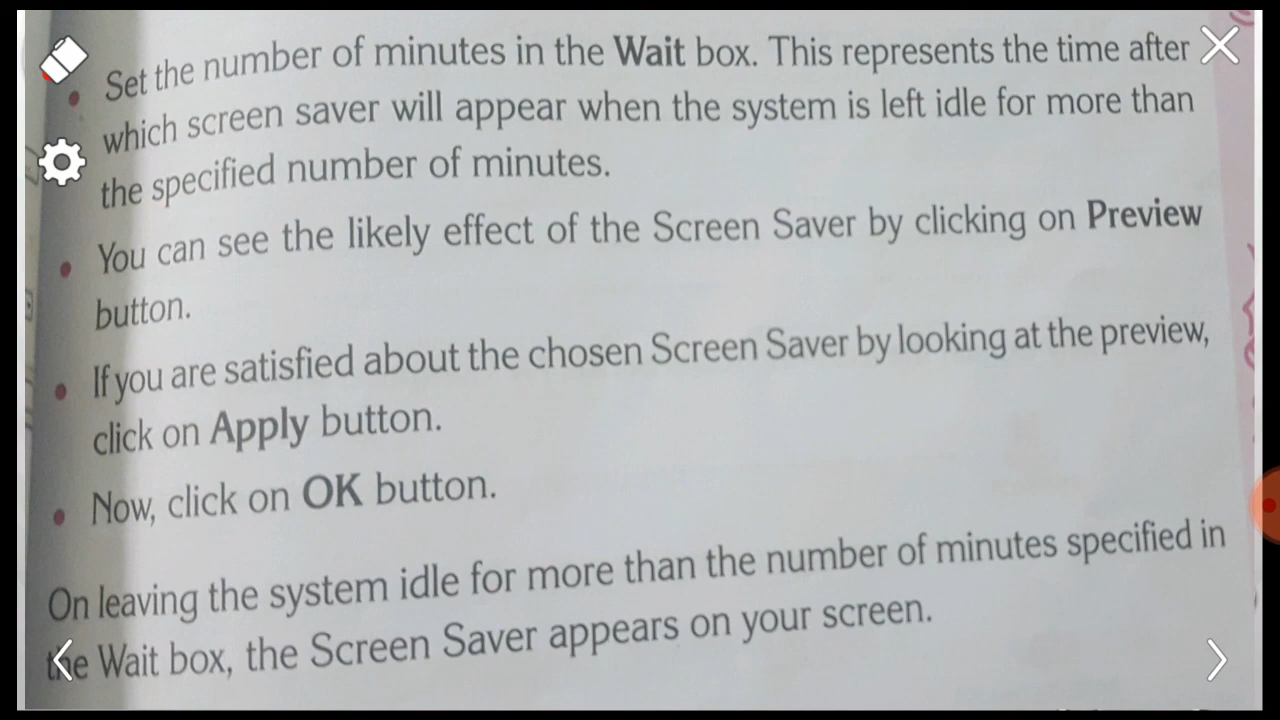 • Set the number of minutes in the Wait box. This represents the time after
which screen saver will appear when the system is left idle for more than
the specified number of minutes.
• You can see the likely effect of the Screen Saver by clicking on Preview
button.
• If you are satisfied about the chosen Screen Saver by looking at the preview,
click on Apply button.
• Now, click on OK button.
On leaving the system idle for more than the number of minutes specified in
the Wait box, the Screen Saver appears on your screen.